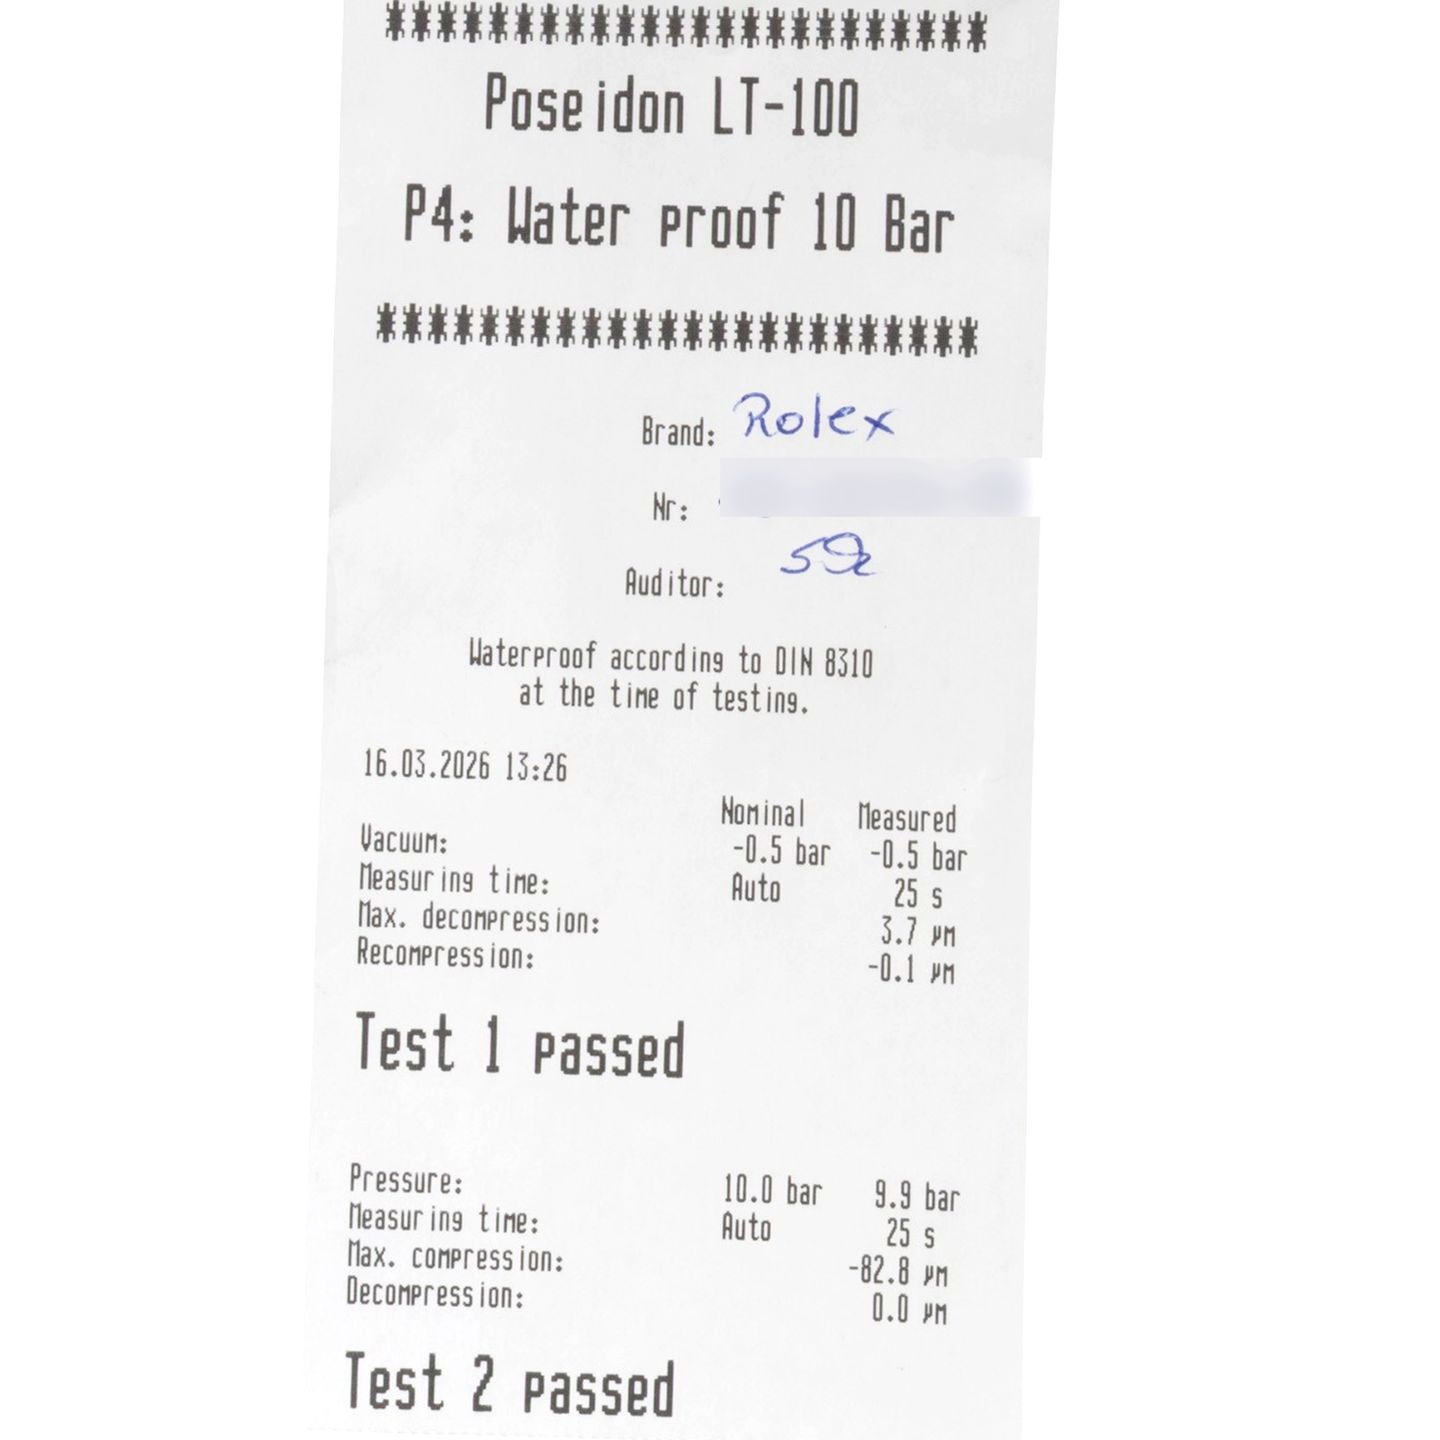 ************************
Poseidon LT-100
P4: Water proof 10 Bar
************************
Brand: Rolex
Nr:
Auditor:
Waterproof according to DIN 8310
at the time of testing.
16.03.2026 13:26
Nominal Measured
Vacuum: -0.5 bar -0.5 bar
Measuring time: Auto 25 s
Max. decompression: 3.7 µm
Recompression: -0.1 µm
Test 1 passed
Pressure: 10.0 bar 9.9 bar
Measuring time: Auto 25 s
Max. compression: -82.8 µm
Decompression: 0.0 µm
Test 2 passed